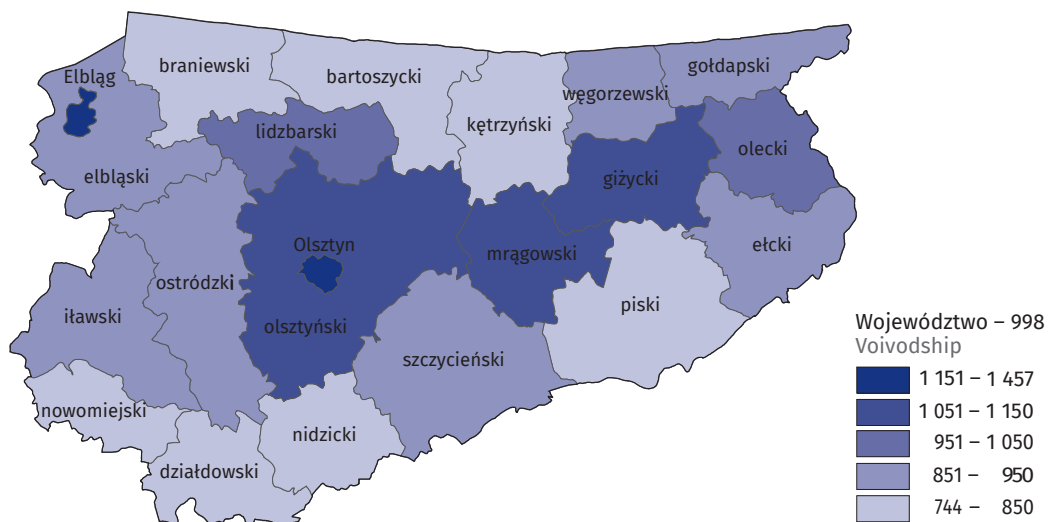 gołdapski
braniewski
bartoszycki
Elbląg
węgorzewski
kętrzyński
lidzbarski
olecki
elbląski
giżycki
Olsztyn
ełcki
mrągowski
ostródzki
piski
iławski
olsztyński
szczycieński
nowomiejski
nidzicki
działdowski
Województwo – 998
Voivodship
1 151 – 1 457
1 051 – 1 150
951 – 1 050
851 – 950
744 – 850